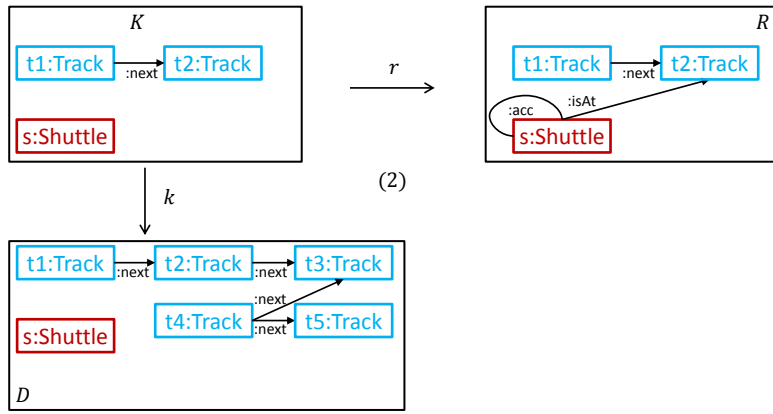 K
R
t1:Track
:next
t2:Track
r
t1:Track
:next
t2:Track
:acc
:isAt
s:Shuttle
s:Shuttle
k
(2)
t1:Track
:next
t2:Track
:next
t3:Track
:next
t4:Track
:next
t5:Track
s:Shuttle
D